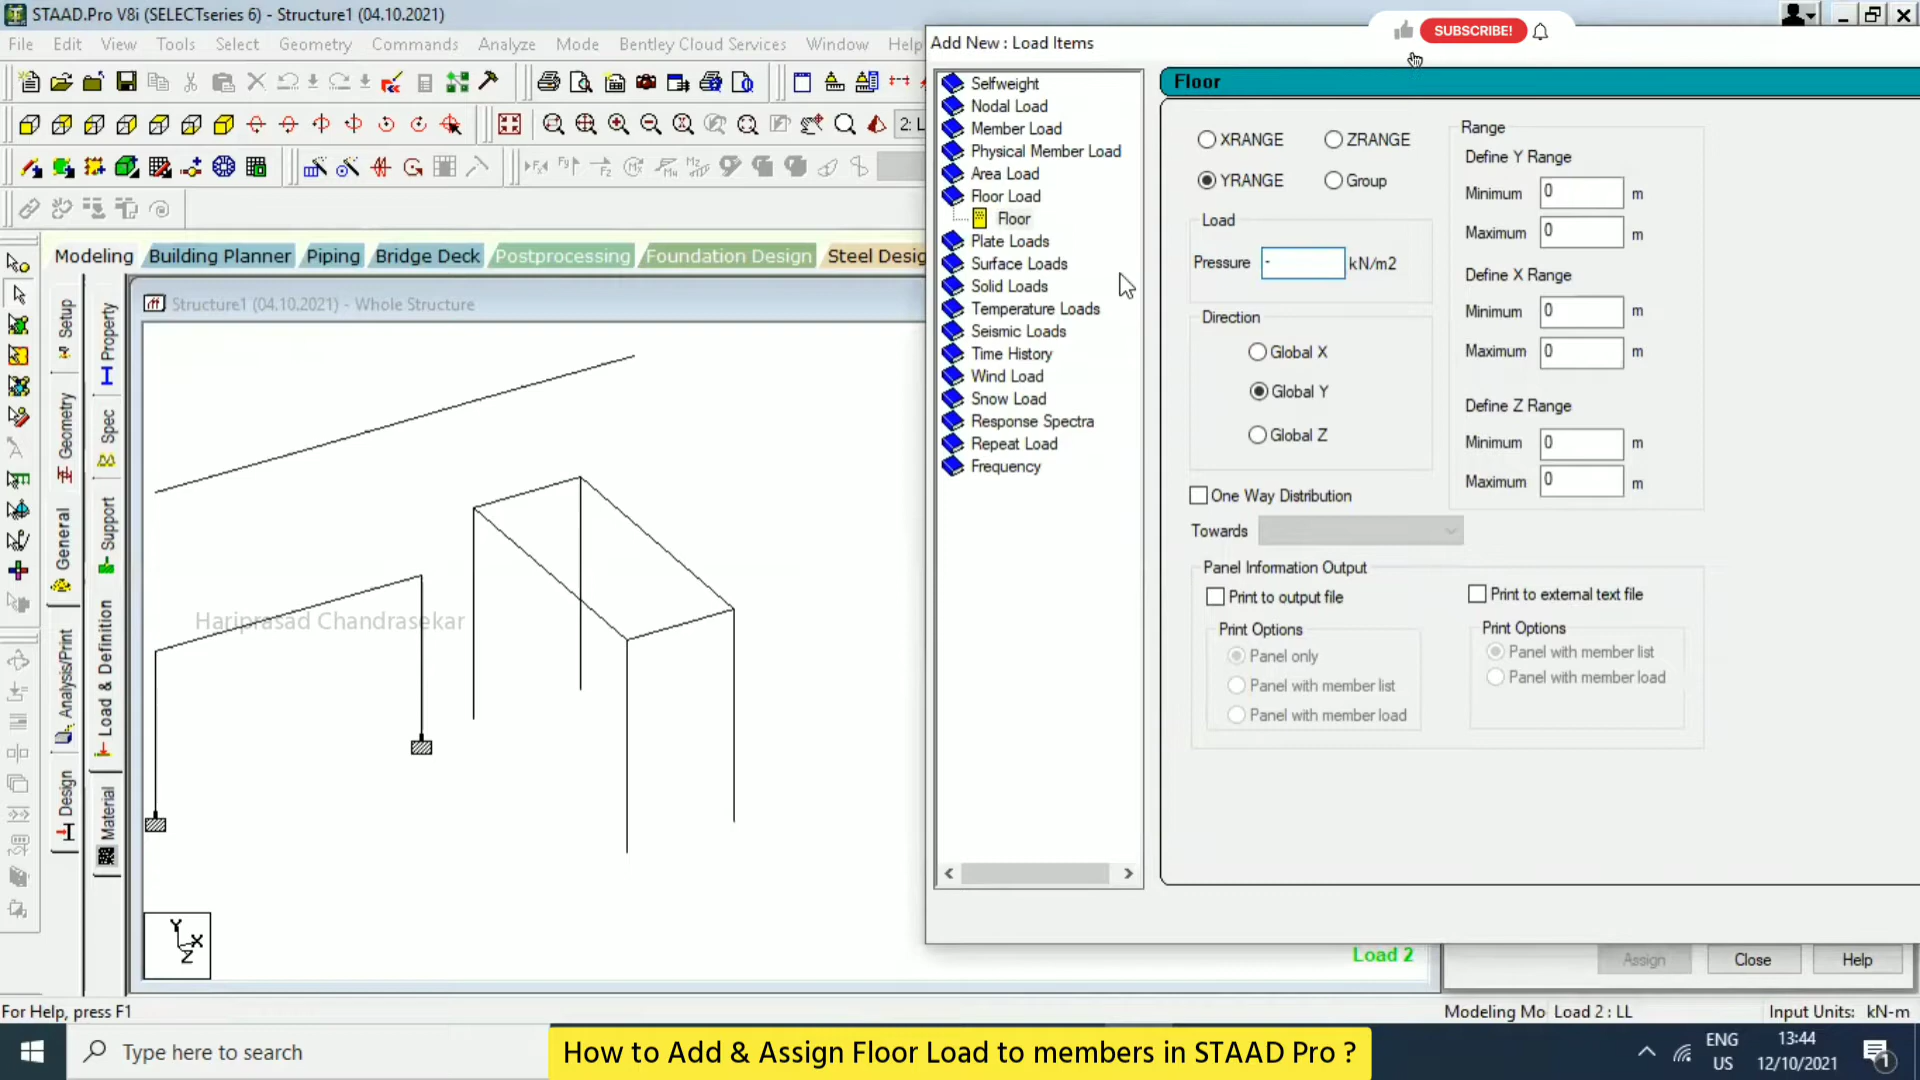 STAAD.Pro V8i (SELECTseries 6) - Structure1 (04.10.2021)
SUBSCRIBE!
File Edit View Tools Select Geometry Commands Analyze Mode Bentley Cloud Services Window Help
Add New : Load Items
Selfweight
Nodal Load
Member Load
Physical Member Load
Area Load
Floor Load
Floor
Plate Loads
Surface Loads
Solid Loads
Temperature Loads
Seismic Loads
Time History
Wind Load
Snow Load
Response Spectra
Repeat Load
Frequency
Floor
XRANGE
ZRANGE
YRANGE
Group
Load
Pressure - kN/m2
Direction
Global X
Global Y
Global Z
Range
Define Y Range
Minimum 0 m
Maximum 0 m
Define X Range
Minimum 0 m
Maximum 0 m
Define Z Range
Minimum 0 m
Maximum 0 m
One Way Distribution
Towards
Panel Information Output
Print to output file
Print Options
Panel only
Panel with member list
Panel with member load
Print to external text file
Print Options
Panel with member list
Panel with member load
2: L
Modeling Building Planner Piping Bridge Deck Postprocessing Foundation Design Steel Desig
Structure1 (04.10.2021) - Whole Structure
Setup
Geometry
General
Analysis/Print
Design
Property
Spec
Support
Load & Definition
Material
Hariprasad Chandrasekar
Y
X
Z
Load 2
Assign Close Help
For Help, press F1
Modeling Mo Load 2 : LL Input Units: kN-m
Type here to search
How to Add & Assign Floor Load to members in STAAD Pro ?
ENG
US
13:44
12/10/2021
1